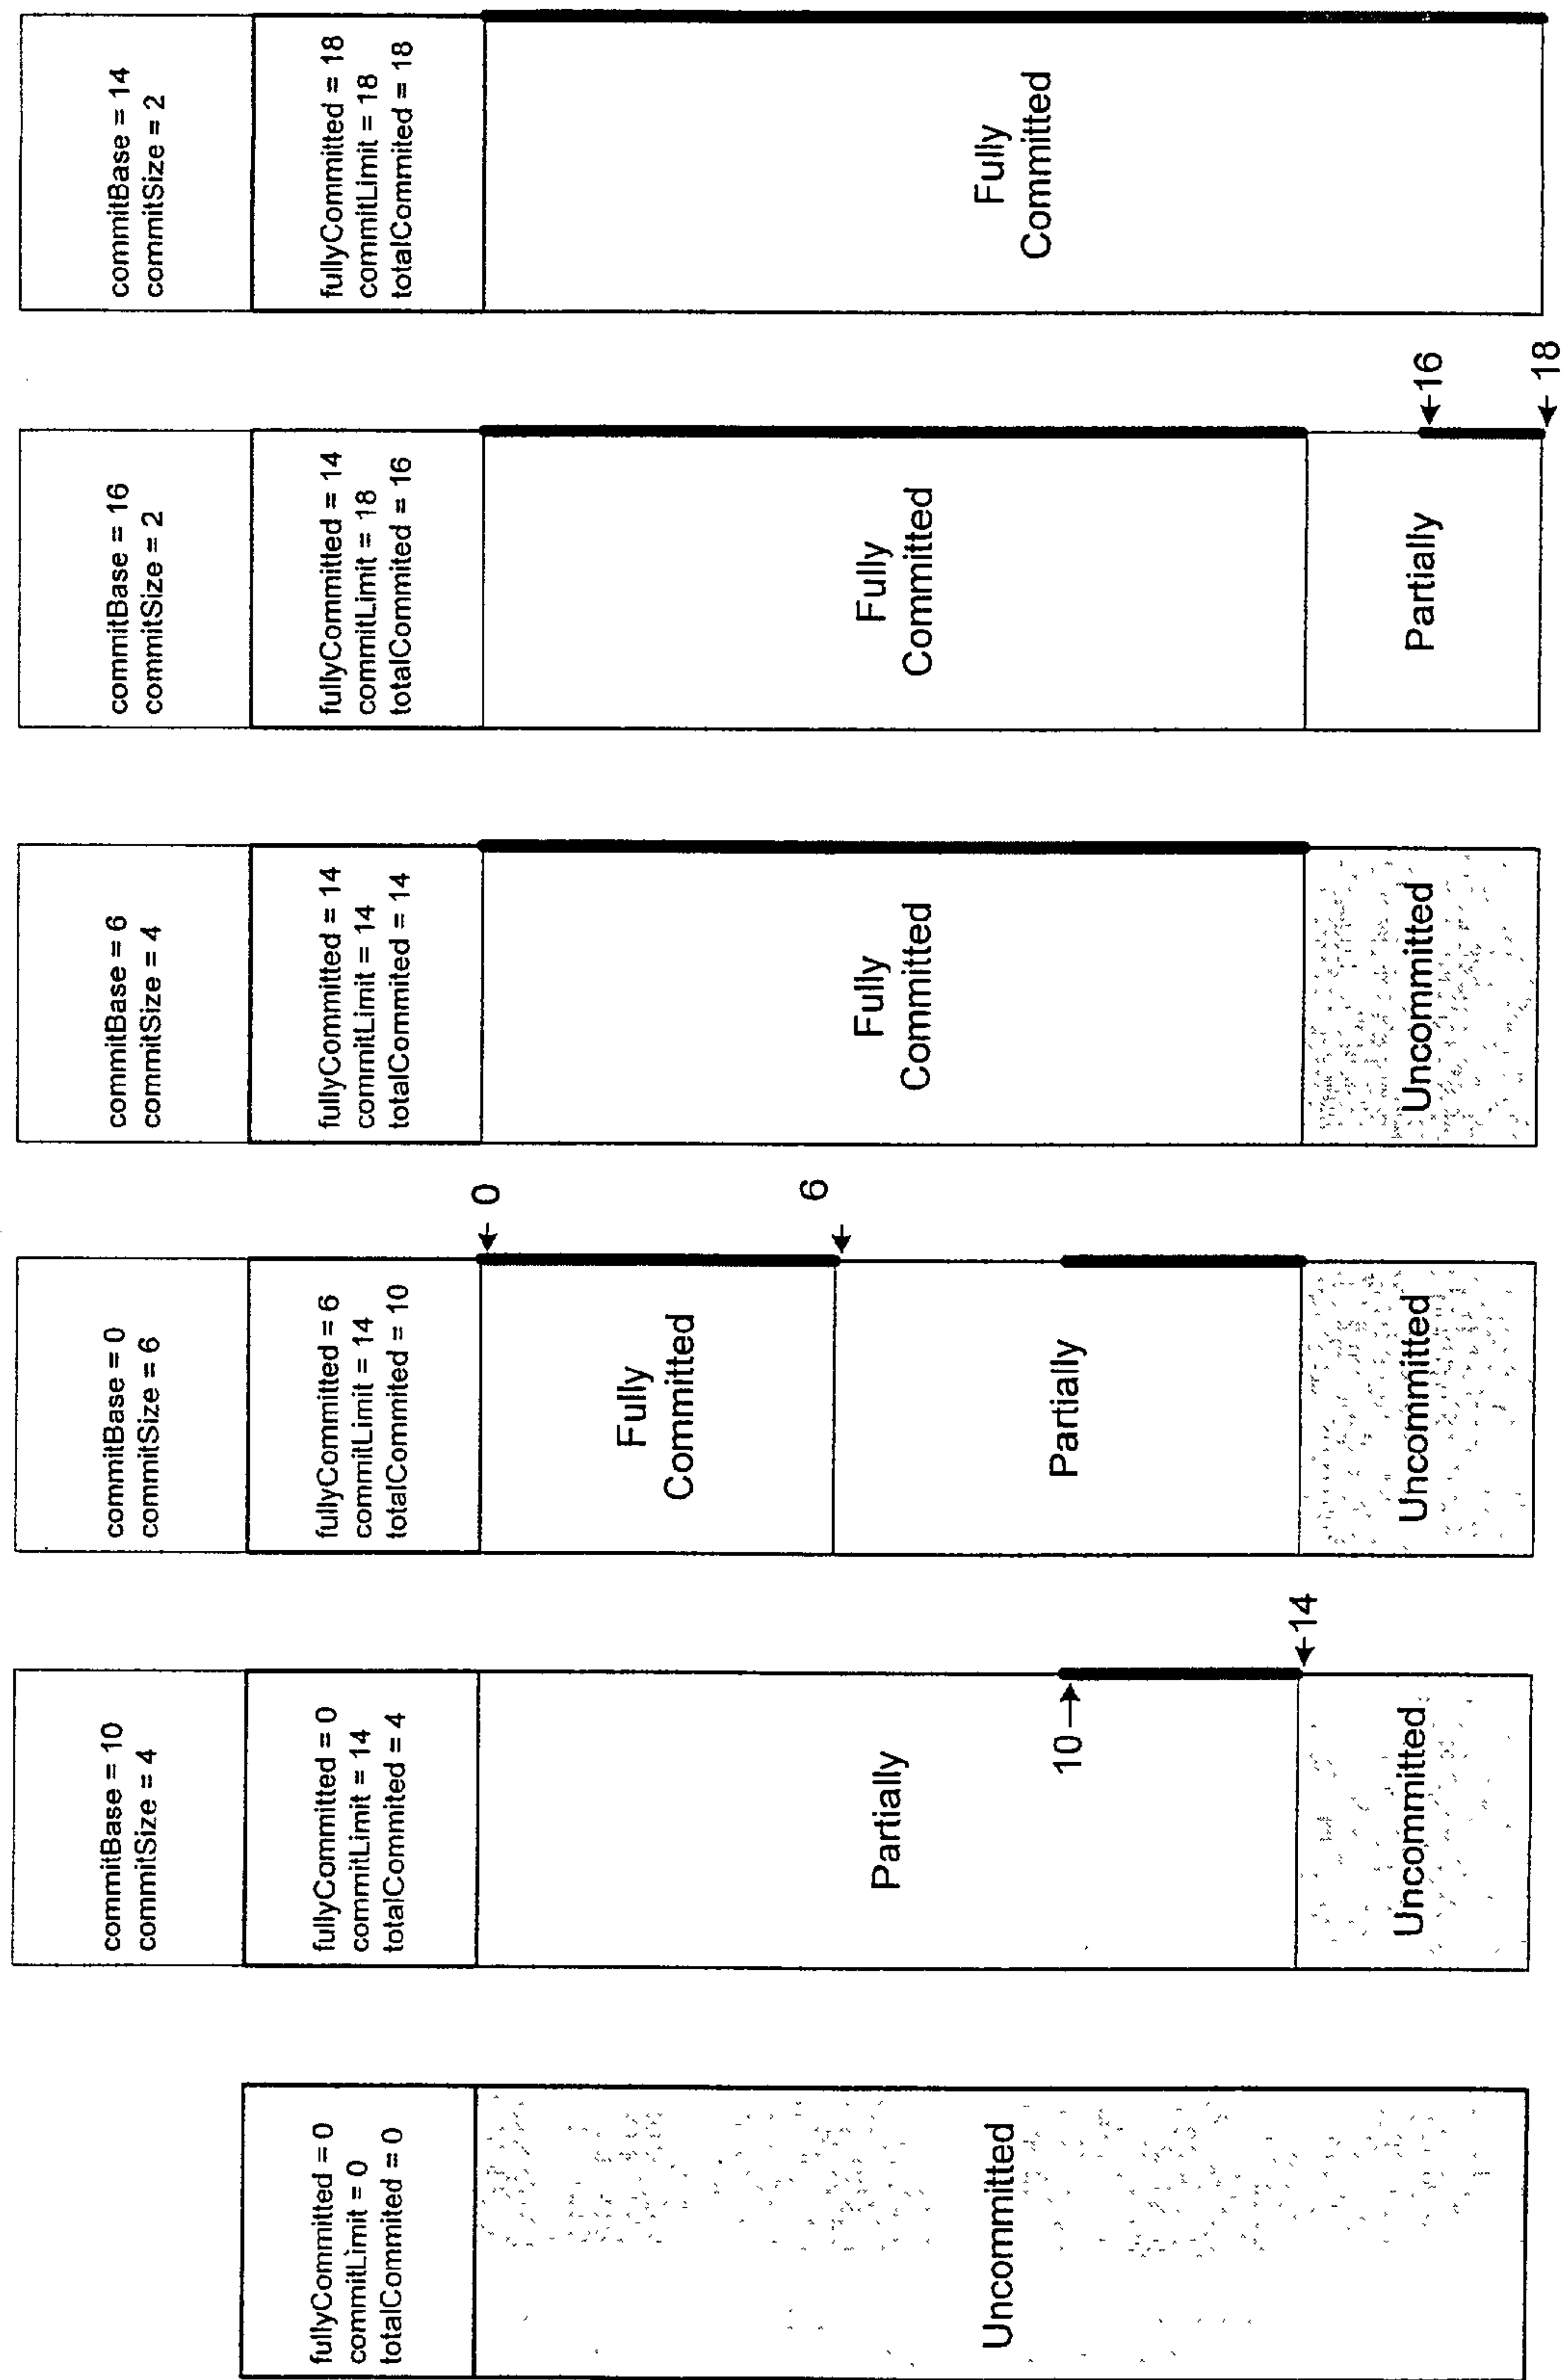 fullyCommitted = 0
commitLimit = 0
totalCommited = 0
Uncommitted
commitBase = 10
commitSize = 4
fullyCommitted = 0
commitLimit = 14
totalCommited = 4
Partially
10
14
Uncommitted
commitBase = 0
commitSize = 6
fullyCommitted = 6
commitLimit = 14
totalCommited = 10
0
Fully
Committed
6
Partially
Uncommitted
commitBase = 6
commitSize = 4
fullyCommitted = 14
commitLimit = 14
totalCommited = 14
Fully
Committed
Uncommitted
commitBase = 16
commitSize = 2
fullyCommitted = 14
commitLimit = 18
totalCommited = 16
Fully
Committed
Partially
16
18
commitBase = 14
commitSize = 2
fullyCommitted = 18
commitLimit = 18
totalCommited = 18
Fully
Committed